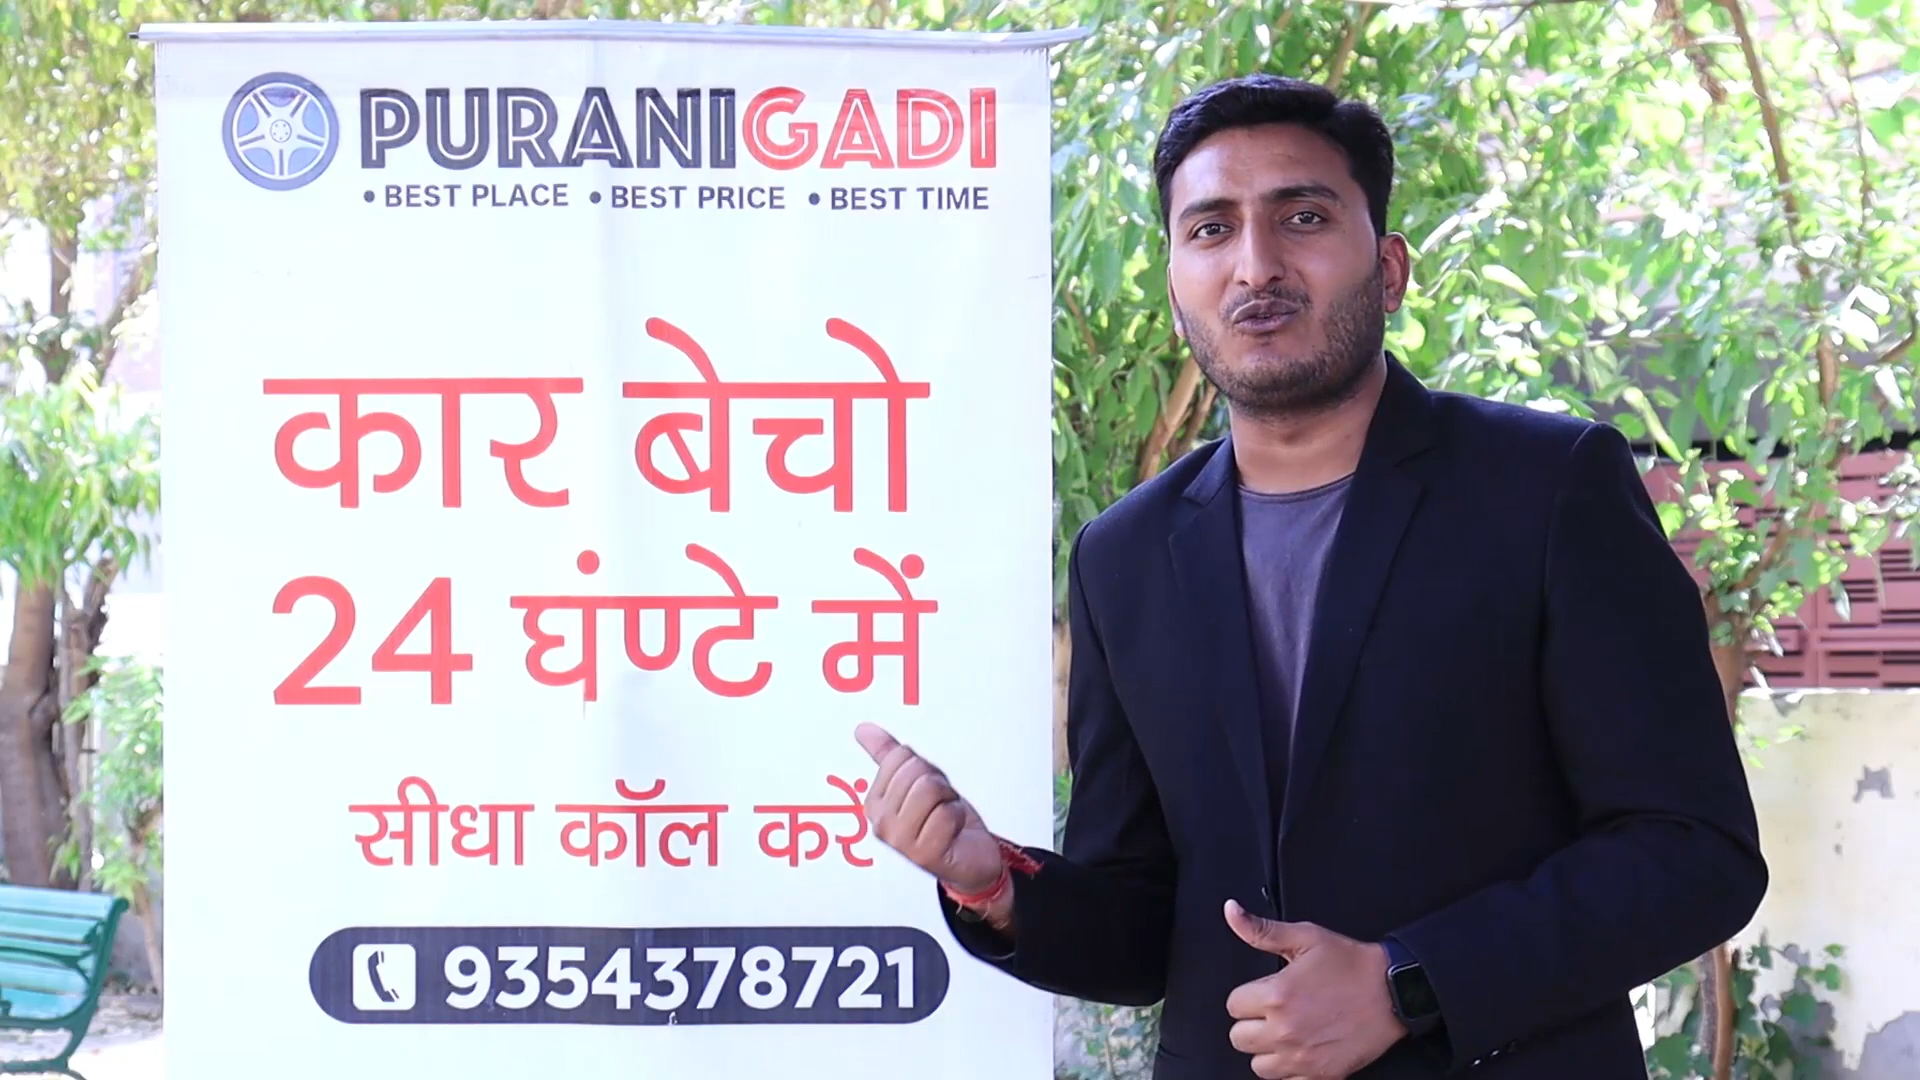 PURANIGADI
• BEST PLACE • BEST PRICE • BEST TIME
कार बेचो
24 घंण्टे में
सीधा कॉल करें
9354378721